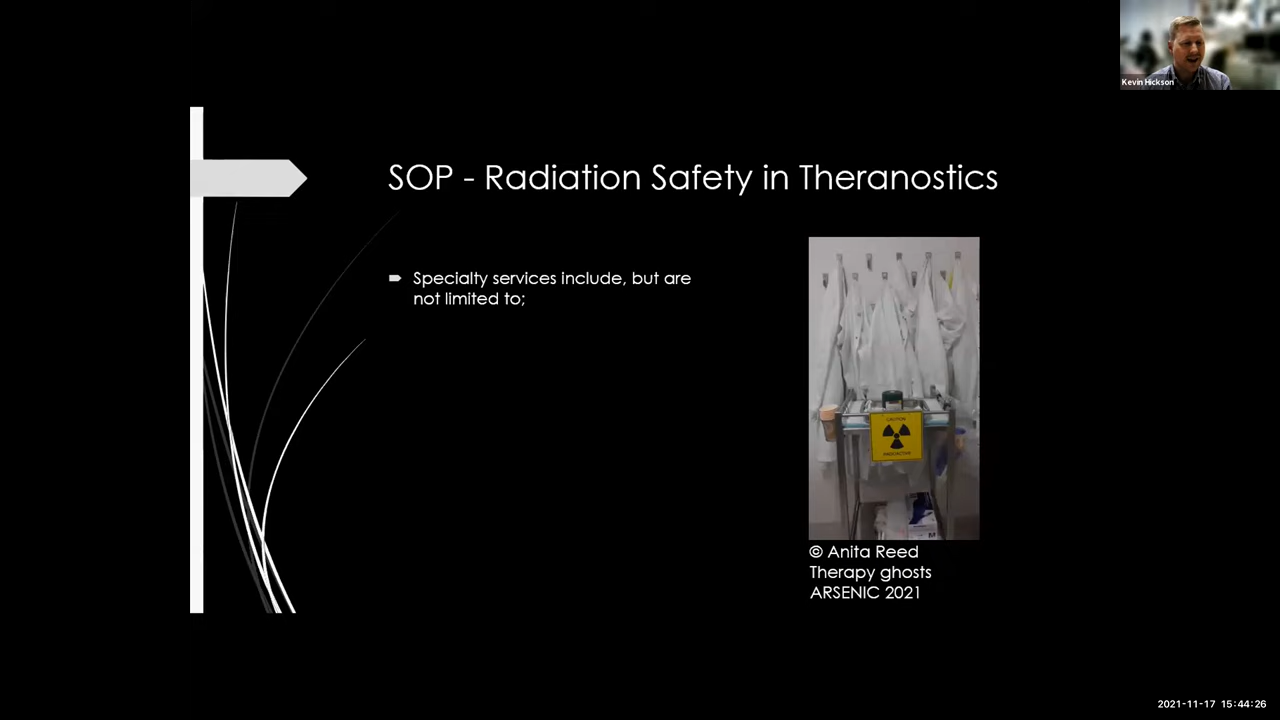 Kevin Hickson
SOP - Radiation Safety in Theranostics
Specialty services include, but are
not limited to;
CAUTION
RADIOACTIVE
© Anita Reed
Therapy ghosts
ARSENIC 2021
2021-11-17 15:44:26